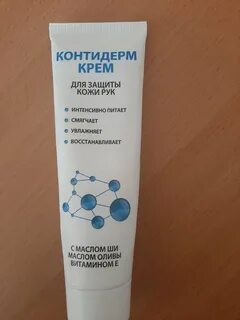 КОНТИДЕРМ
КРЕМ
ДЛЯ ЗАЩИТЫ
КОЖИ РУК
ИНТЕНСИВНО ПИТАЕТ
СМЯГЧАЕТ
УВЛАЖНЯЕТ
ВОССТАНАВЛИВАЕТ
С МАСЛОМ ШИ
МАСЛОМ ОЛИВЫ
ВИТАМИНОМ Е